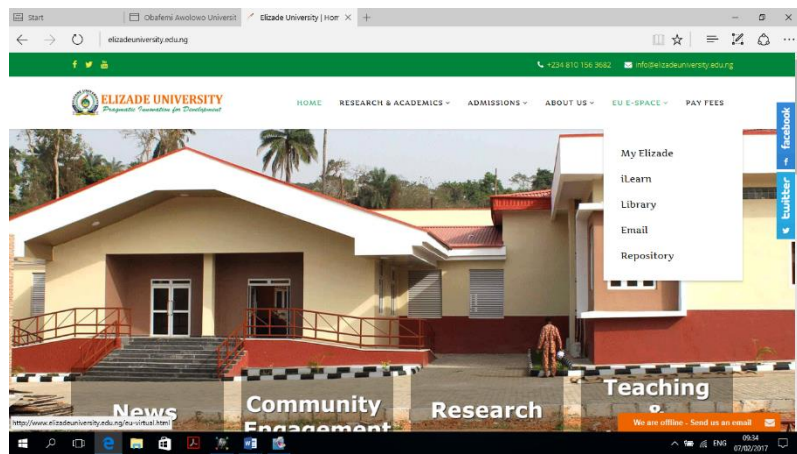 Start
Obafemi Awolowo Universit
Elizade University | Hom
elizadeuniversity.edu.ng
+234 810 156 3682
info@elizadeuniversity.edu.ng
ELIZADE UNIVERSITY
Pragmatic Innovation for Development
HOME
RESEARCH & ACADEMICS
ADMISSIONS
ABOUT US
EU E-SPACE
PAY FEES
My Elizade
iLearn
Library
Email
Repository
facebook
twitter
News
Community
Engagement
Research
Teaching
&
We are offline - Send us an email
http://www.elizadeuniversity.edu.ng/eu-virtual.html
ENG
09:34
07/02/2017